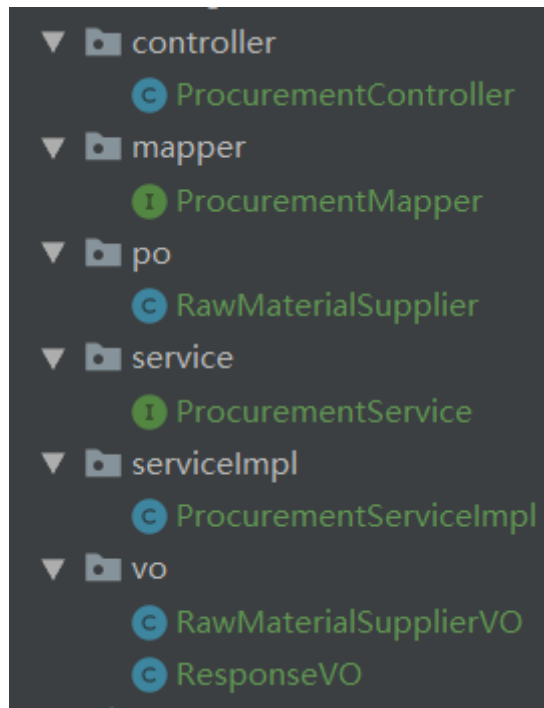 controller
C ProcurementController
mapper
I ProcurementMapper
po
C RawMaterialSupplier
service
I ProcurementService
serviceImpl
C ProcurementServiceImpl
vo
C RawMaterialSupplierVO
C ResponseVO